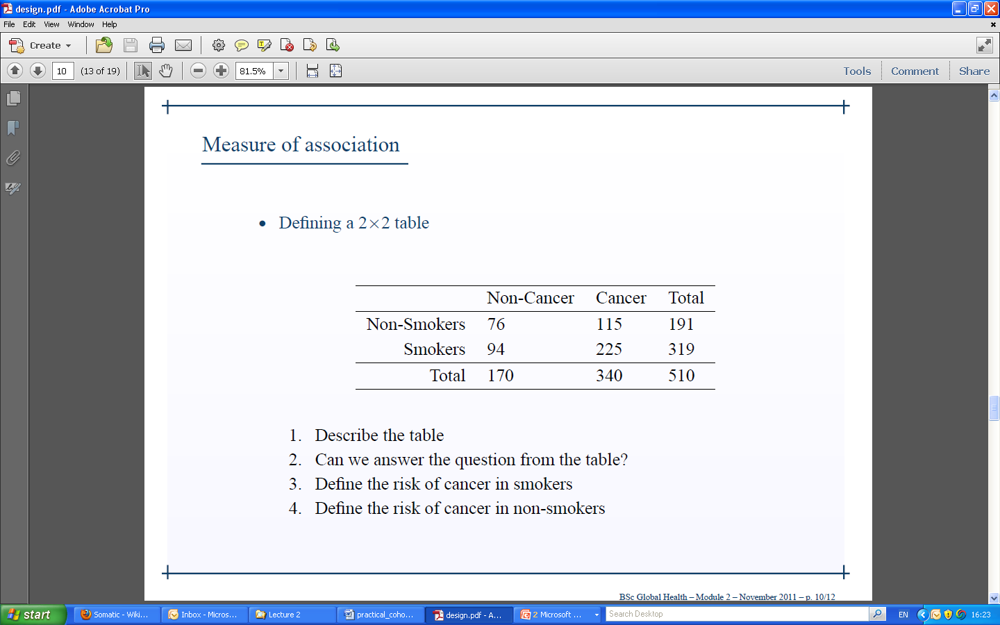 design.pdf - Adobe Acrobat Pro
File Edit View Window Help
Create
10 (13 of 19) 81.5% Tools Comment Share
Measure of association
• Defining a 2×2 table
Non-Cancer Cancer Total
Non-Smokers 76 115 191
Smokers 94 225 319
Total 170 340 510
1. Describe the table
2. Can we answer the question from the table?
3. Define the risk of cancer in smokers
4. Define the risk of cancer in non-smokers
BSc Global Health – Module 2 – November 2011 – p. 10/12
start Somatic - Wiki... Inbox - Micros... Lecture 2 practical_coho... design.pdf - A... 2 Microsoft ... Search Desktop EN 16:23